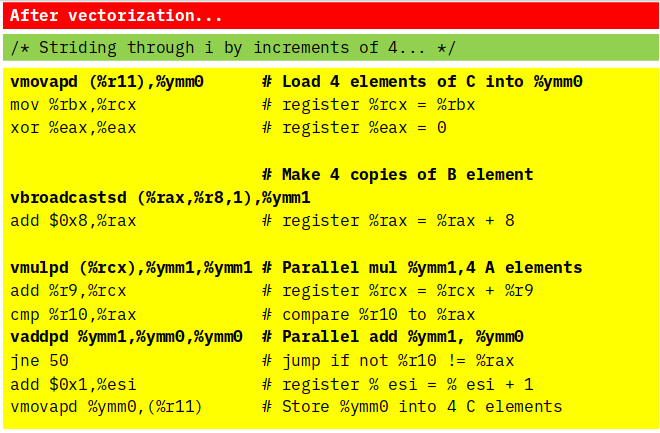 After vectorization...
/* Striding through i by increments of 4... */
vmovapd (%r11),%ymm0 # Load 4 elements of C into %ymm0
mov %rbx,%rcx # register %rcx = %rbx
xor %eax,%eax # register %eax = 0
# Make 4 copies of B element
vbroadcastsd (%rax,%r8,1),%ymm1
add $0x8,%rax # register %rax = %rax + 8
vmulpd (%rcx),%ymm1,%ymm1 # Parallel mul %ymm1,4 A elements
add %r9,%rcx # register %rcx = %rcx + %r9
cmp %r10,%rax # compare %r10 to %rax
vaddpd %ymm1,%ymm0,%ymm0 # Parallel add %ymm1, %ymm0
jne 50 # jump if not %r10 != %rax
add $0x1,%esi # register % esi = % esi + 1
vmovapd %ymm0,(%r11) # Store %ymm0 into 4 C elements